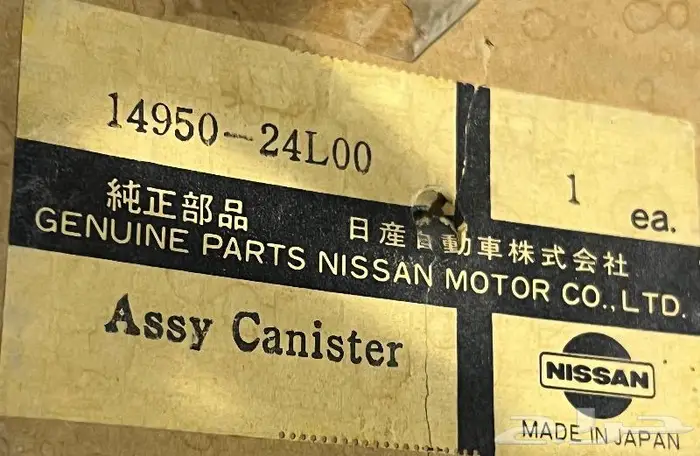 14950-24L00
1 ea.
純正部品 日産自動車株式会社
GENUINE PARTS NISSAN MOTOR CO., LTD.
Assy Canister
NISSAN
MADE IN JAPAN